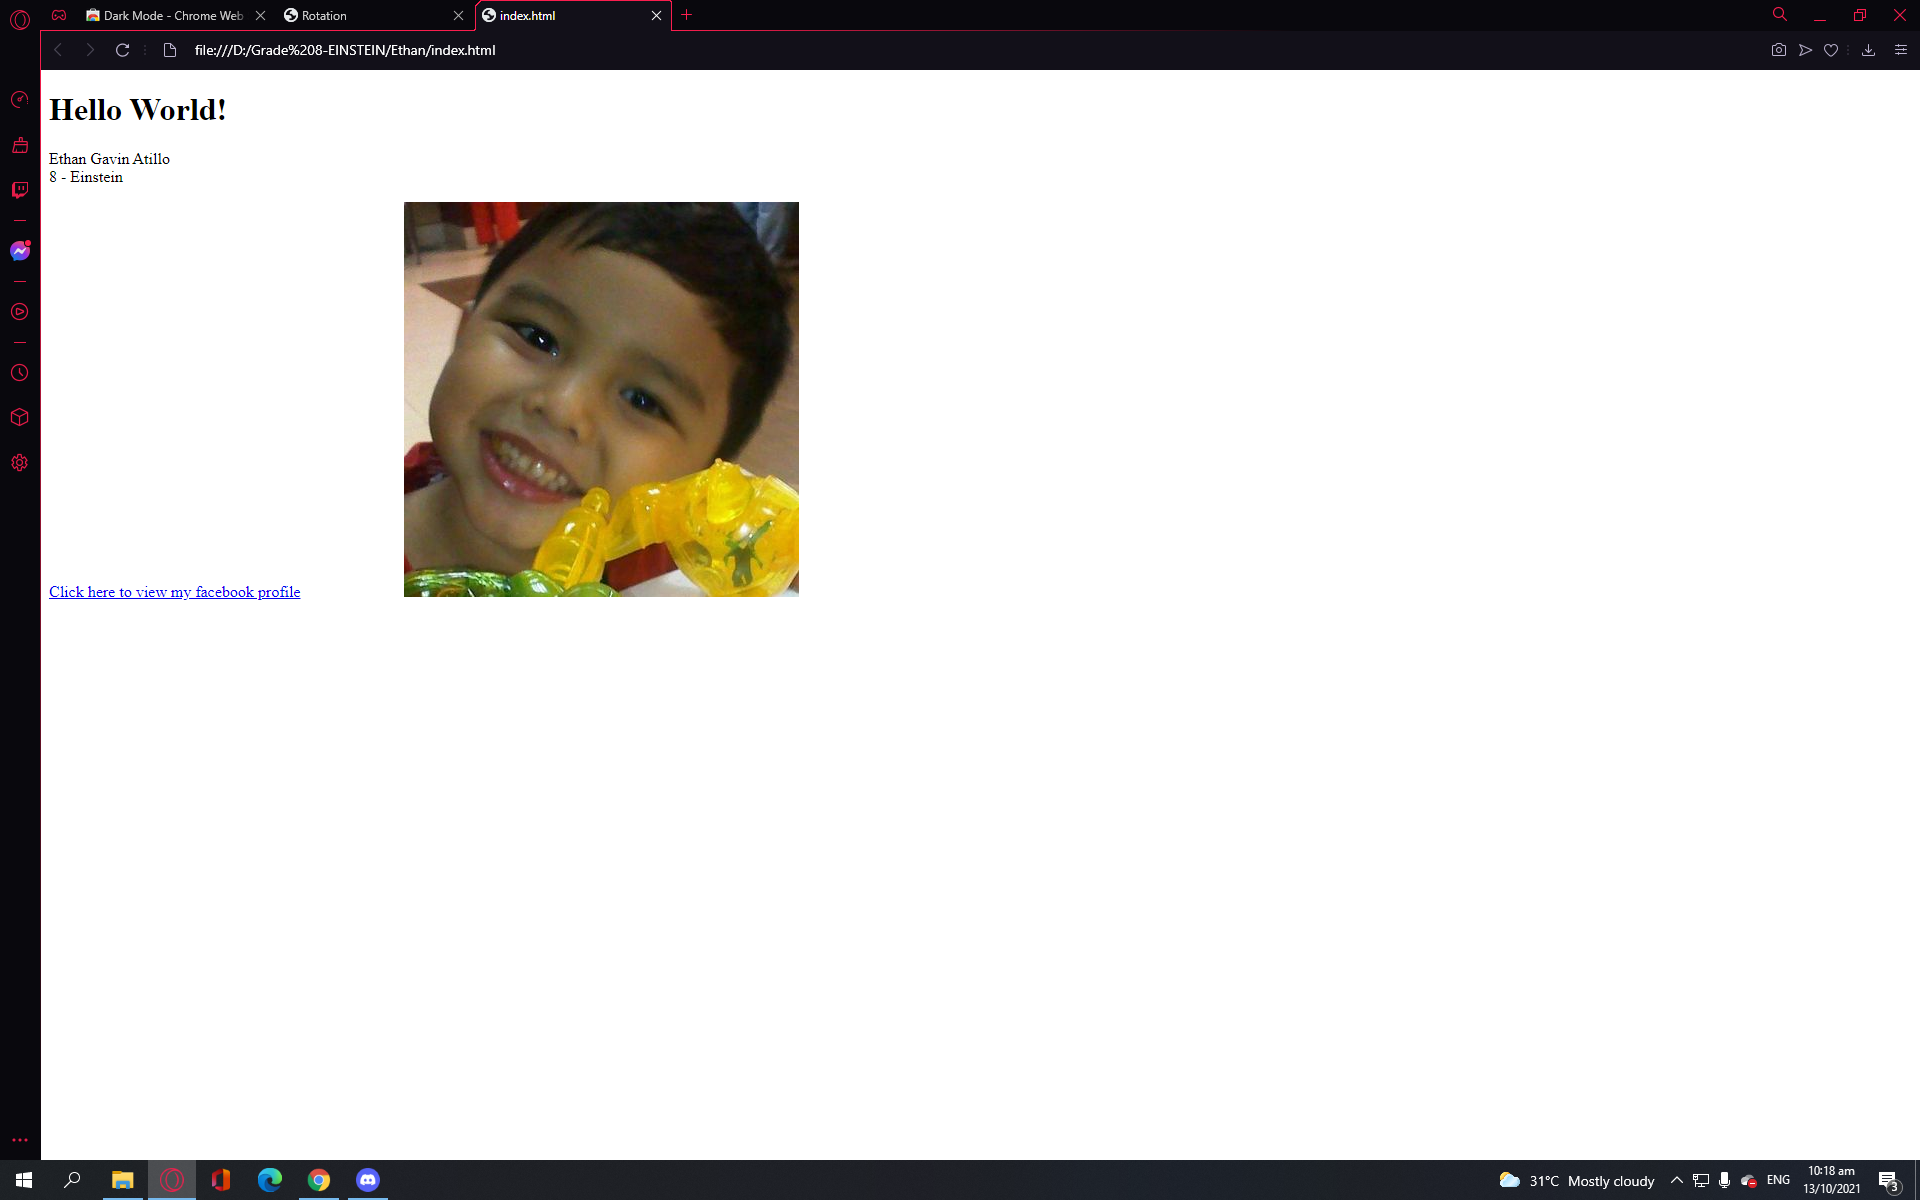 Dark Mode - Chrome Web
Rotation
index.html
file:///D:/Grade%208-EINSTEIN/Ethan/index.html
Hello World!
Ethan Gavin Atillo
8 - Einstein
Click here to view my facebook profile
31°C Mostly cloudy
ENG
10:18 am
13/10/2021
3